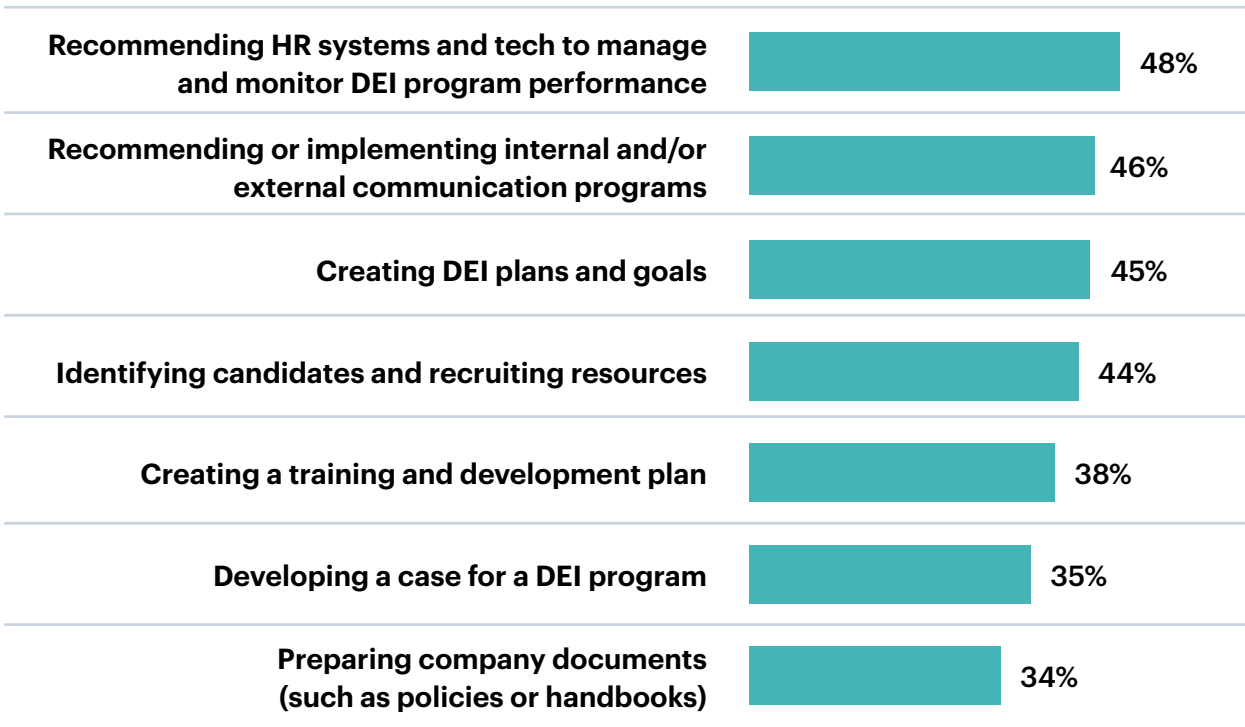 Recommending HR systems and tech to manage
and monitor DEI program performance
48%
Recommending or implementing internal and/or
external communication programs
46%
Creating DEI plans and goals
45%
Identifying candidates and recruiting resources
44%
Creating a training and development plan
38%
Developing a case for a DEI program
35%
Preparing company documents
(such as policies or handbooks)
34%